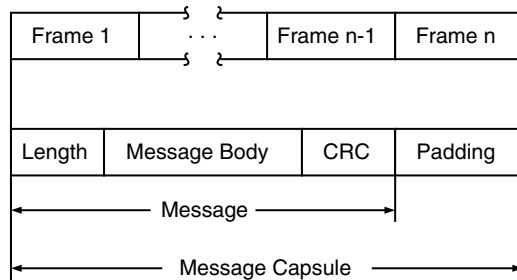 Frame 1 · · · Frame n-1 Frame n
Length Message Body CRC Padding
Message
Message Capsule